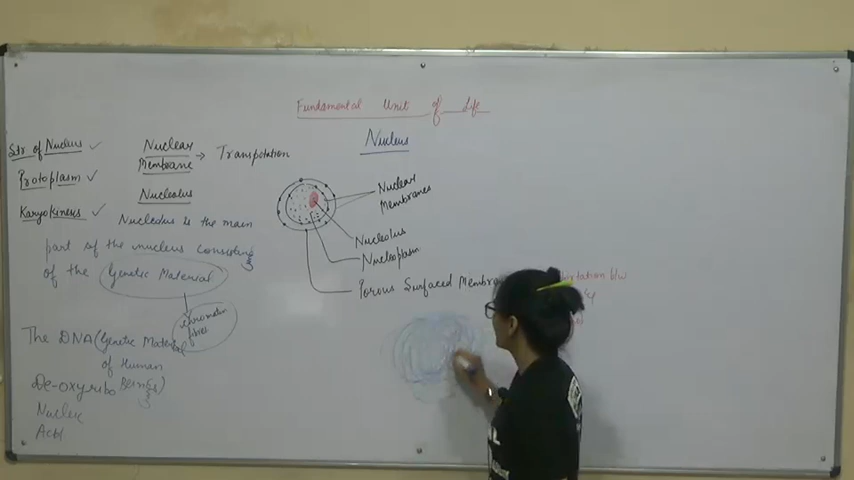 Fundamental Unit of Life
Nucleus
Str of Nucleus
Protoplasm
Karyokinesis
Nuclear
Membrane → Transpotation
Nucleolus
Nucleolus is the main
part of the nucleus consisting
of the Genetic Material
chromatin
fibres
The DNA (Genetic Material
of Human
Beings)
De-oxyribo
Nucleic
Acid
Nuclear
Membranes
Nucleolus
Nucleoplasm
Porous Surfaced
b/w